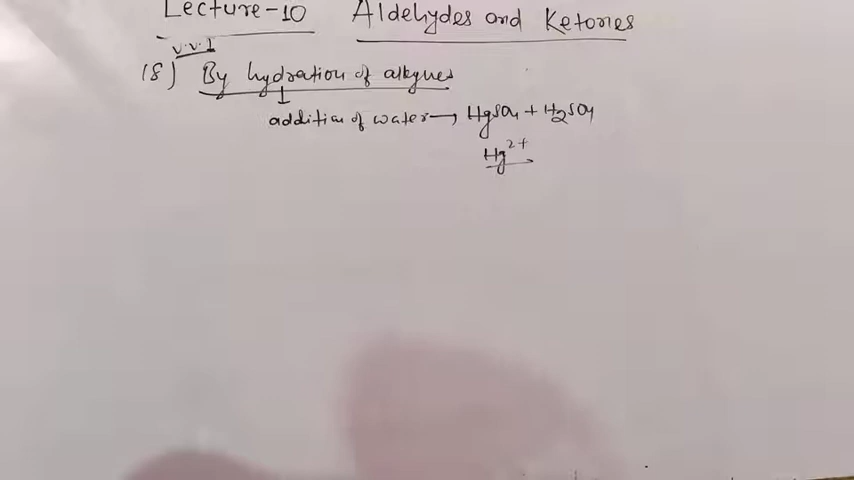 Lecture-10 Aldehydes and Ketones
V.V.I
18) By hydration of alkynes
addition of water → HgSO4 + H2SO4
Hg2+